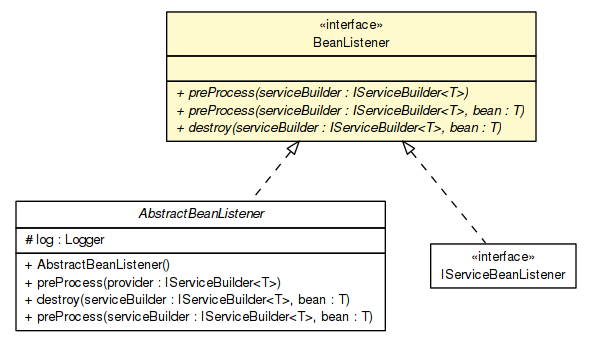 «interface»
BeanListener
+ preProcess(serviceBuilder : IServiceBuilder<T>)
+ preProcess(serviceBuilder : IServiceBuilder<T>, bean : T)
+ destroy(serviceBuilder : IServiceBuilder<T>, bean : T)
AbstractBeanListener
# log : Logger
+ AbstractBeanListener()
+ preProcess(provider : IServiceBuilder<T>)
+ destroy(serviceBuilder : IServiceBuilder<T>, bean : T)
+ preProcess(serviceBuilder : IServiceBuilder<T>, bean : T)
«interface»
IServiceBeanListener